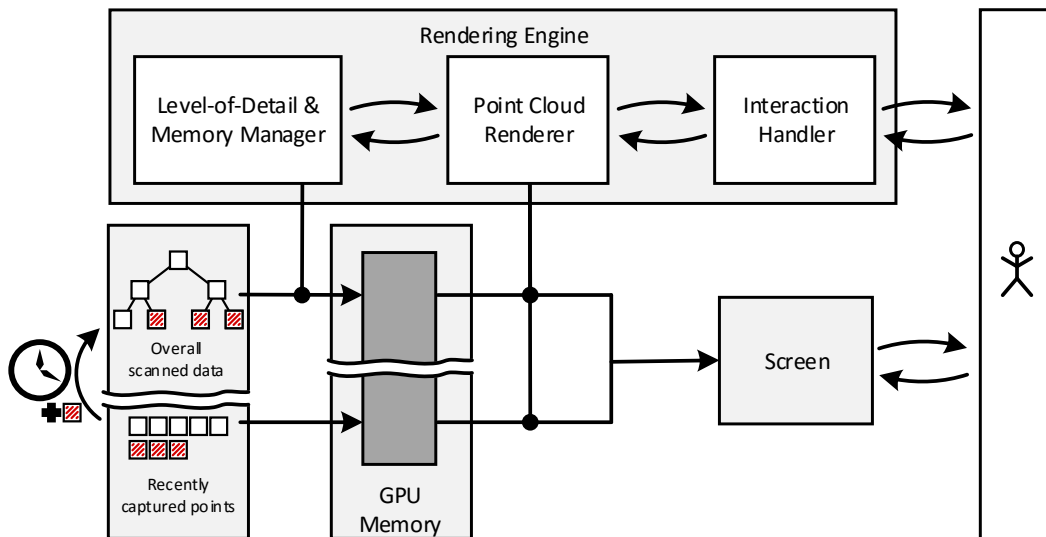 Rendering Engine
Level-of-Detail &
Memory Manager
Point Cloud
Renderer
Interaction
Handler
Overall
scanned data
Recently
captured points
GPU
Memory
Screen